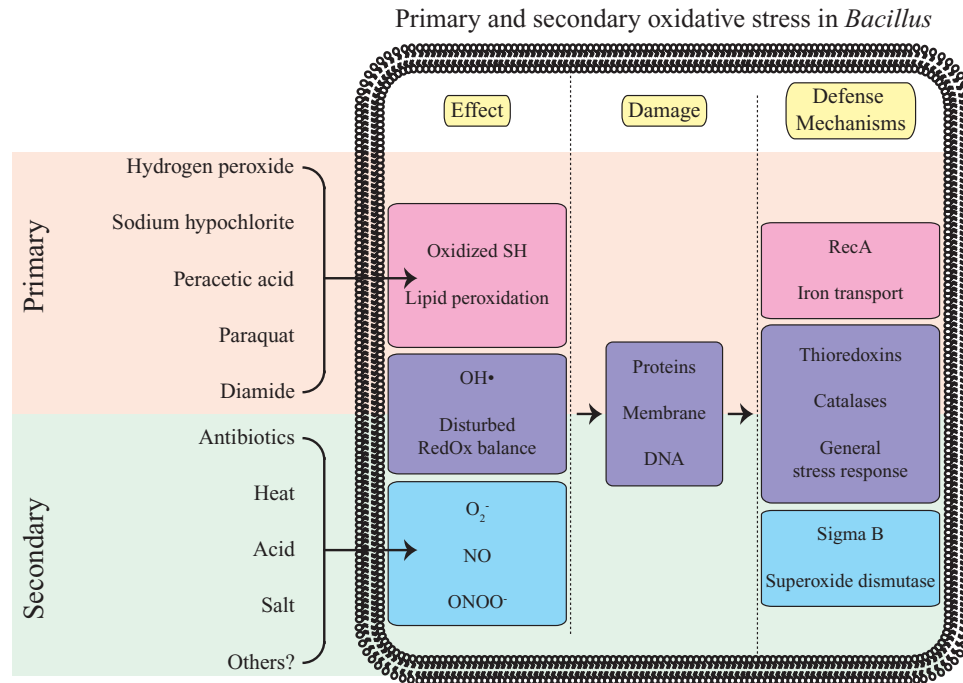 Primary and secondary oxidative stress in Bacillus
Effect
Damage
Defense
Mechanisms
Primary
Hydrogen peroxide
Sodium hypochlorite
Peracetic acid
Paraquat
Diamide
Secondary
Antibiotics
Heat
Acid
Salt
Others?
Oxidized SH
Lipid peroxidation
OH•
Disturbed
RedOx balance
O₂⁻
NO
ONOO⁻
Proteins
Membrane
DNA
RecA
Iron transport
Thioredoxins
Catalases
General
stress response
Sigma B
Superoxide dismutase